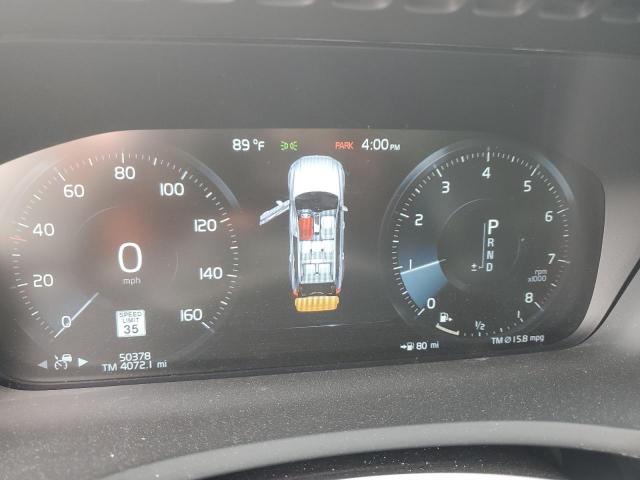 89 °F PARK 4:00 PM
0 20 40 60 80 100 120 140 160
0
mph
SPEED
LIMIT
35
50378
TM 4072.1 mi
0 1 2 3 4 5 6 7 8
P
R
N
± D
rpm
x1000
1/2
80 mi
TM Ø 15.8 mpg